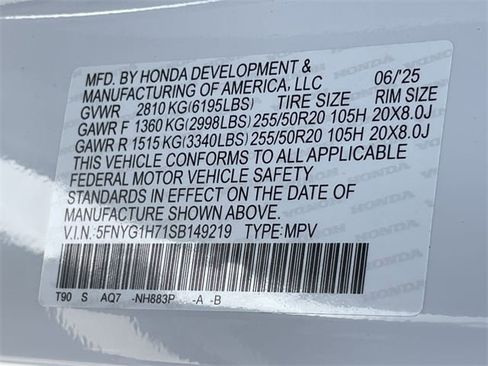 MFD. BY HONDA DEVELOPMENT &
MANUFACTURING OF AMERICA, LLC 06/25
GVWR 2810 KG(6195LBS) TIRE SIZE RIM SIZE
GAWR F 1360 KG(2998LBS) 255/50R20 105H 20X8.0J
GAWR R 1515 KG(3340LBS) 255/50R20 105H 20X8.0J
THIS VEHICLE CONFORMS TO ALL APPLICABLE
FEDERAL MOTOR VEHICLE SAFETY
STANDARDS IN EFFECT ON THE DATE OF
MANUFACTURE SHOWN ABOVE.
V.I.N.: 5FNYG1H71SB149219 TYPE: MPV
T90 S AQ7 -NH883P -A -B